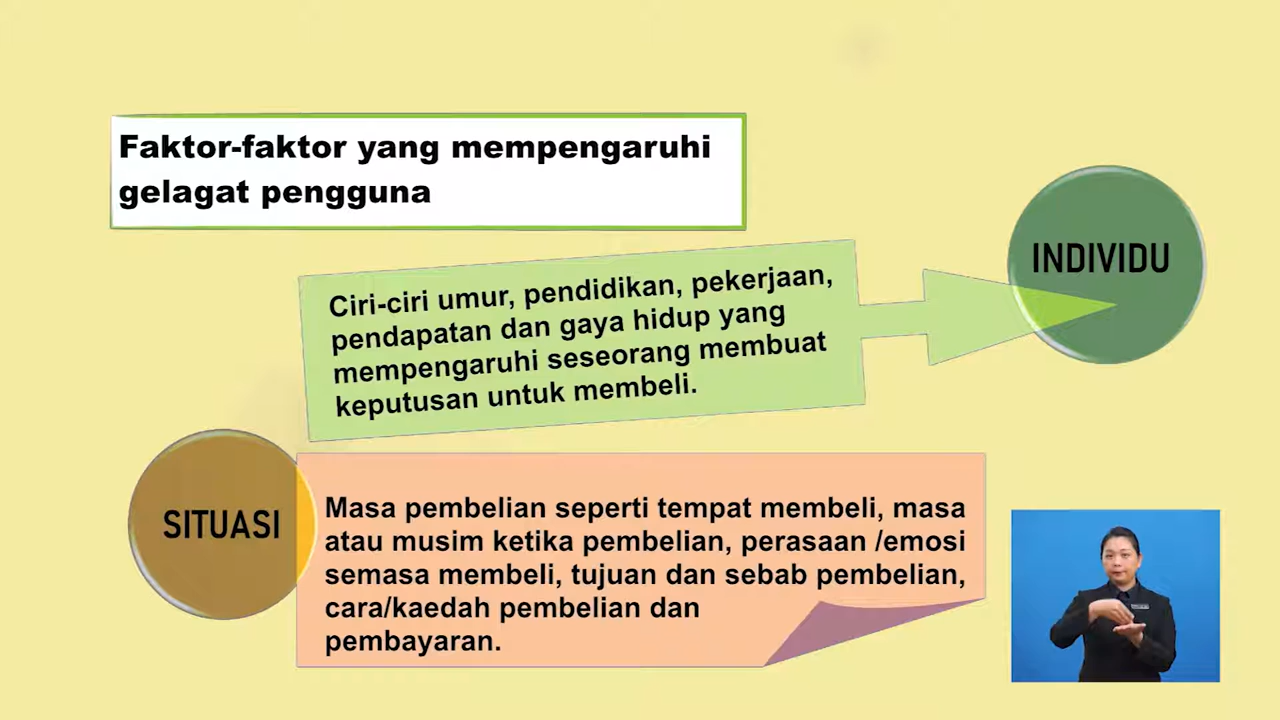 Faktor-faktor yang mempengaruhi
gelagat pengguna
INDIVIDU
Ciri-ciri umur, pendidikan, pekerjaan,
pendapatan dan gaya hidup yang
mempengaruhi seseorang membuat
keputusan untuk membeli.
SITUASI
Masa pembelian seperti tempat membeli, masa
atau musim ketika pembelian, perasaan /emosi
semasa membeli, tujuan dan sebab pembelian,
cara/kaedah pembelian dan
pembayaran.